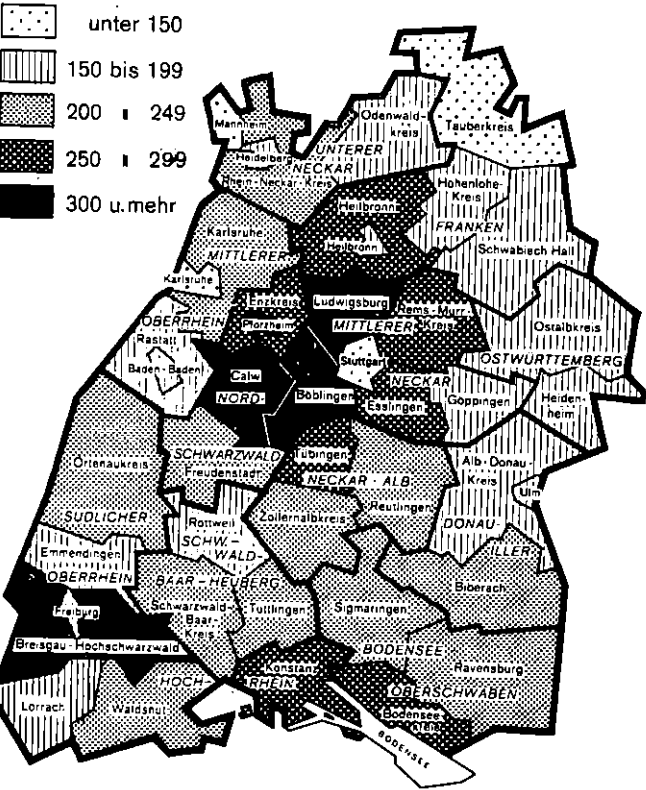 unter 150
150 bis 199
200 " 249
250 " 299
300 u. mehr
Tauberkreis
Odenwald-
kreis
Mannheim
UNTERER
NECKAR
Heidelberg
Rhein-Neckar-Kreis
Hohenlohe-
Kreis
FRANKEN
Schwäbisch Hall
Heilbronn
Heilbronn
Karlsruhe
MITTLERER
Karlsruhe
OBERRHEIN
Enzkreis
Pforzheim
Ludwigsburg
MITTLERER
Rems-Murr-
Kreis
Ostalbkreis
OSTWÜRTTEMBERG
Rastatt
Baden-Baden
Stuttgart
Calw
NORD-
NECKAR
Böblingen
Esslingen
Göppingen
Heiden-
heim
SCHWARZWALD
Freudenstadt
Tübingen
NECKAR-ALB
Reutlingen
Alb-Donau-
Kreis
Ulm
Ortenaukreis
SÜDLICHER
Rottweil
SCHW.-
WALD-
Zollernalbkreis
DONAU-
ILLER
Emmendingen
OBERRHEIN
BAAR-HEUBERG
Biberach
Freiburg
Schwarzwald-
Baar-
Kreis
Tuttlingen
Sigmaringen
Breisgau-Hochschwarzwald
BODENSEE
Konstanz
Ravensburg
HOCH-
RHEIN
OBERSCHWABEN
Lörrach
Waldshut
Bodensee
kreis
BODENSEE